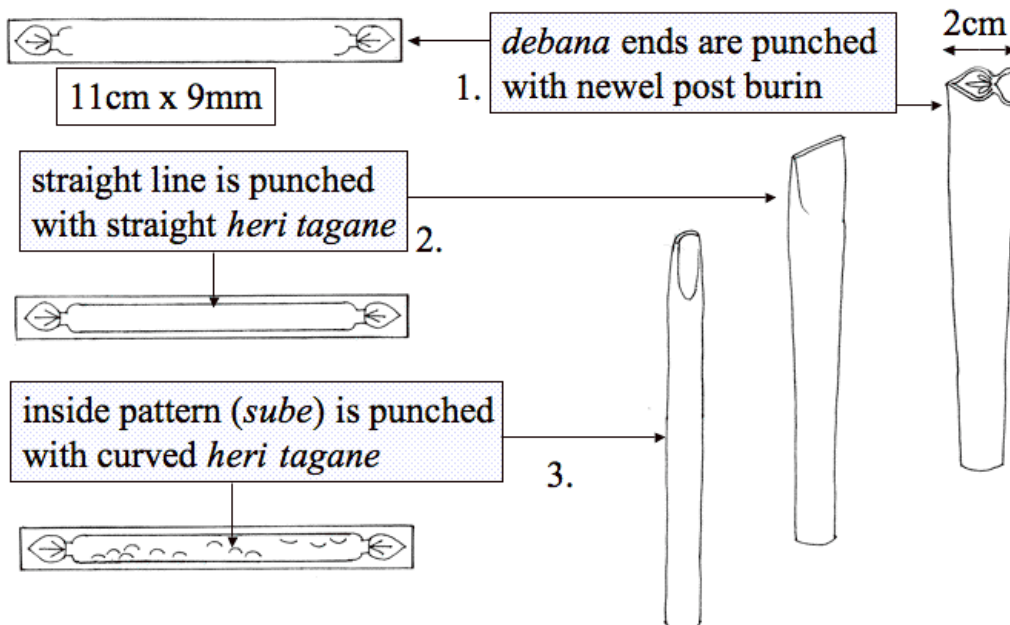 2cm
debana ends are punched
1. with newel post burin
11cm x 9mm
straight line is punched
with straight heri tagane
2.
inside pattern (sube) is punched
with curved heri tagane
3.